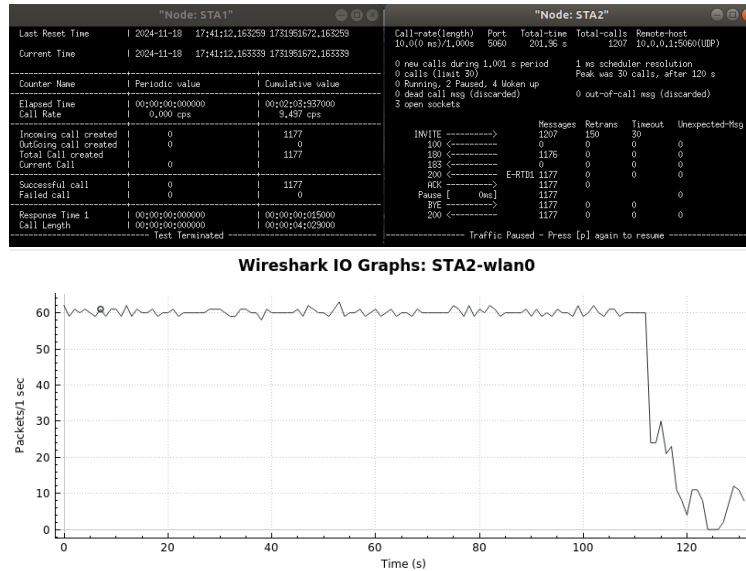 "Node: STA1"
Last Reset Time | 2024-11-18 17:41:12.163259 1731951672.163259
Current Time | 2024-11-18 17:41:12.163339 1731951672.163339
Counter Name | Periodic value | Cumulative value
Elapsed Time | 00:00:00:000000 | 00:02:03:937000
Call Rate | 0.000 cps | 9.497 cps
Incoming call created | 0 | 1177
OutGoing call created | 0 | 0
Total Call created | | 1177
Current Call | 0 |
Successful call | 0 | 1177
Failed call | 0 | 0
Response Time 1 | 00:00:00:000000 | 00:00:00:015000
Call Length | 00:00:00:000000 | 00:00:04:029000
------ Test Terminated ------
"Node: STA2"
Call-rate(length) Port Total-time Total-calls Remote-host
10.0(0 ms)/1.000s 5060 201.96 s 1207 10.0.0.1:5060(UDP)
0 new calls during 1.001 s period 1 ms scheduler resolution
0 calls (limit 30) Peak was 30 calls, after 120 s
0 Running, 2 Paused, 4 Woken up
0 dead call msg (discarded) 0 out-of-call msg (discarded)
3 open sockets
Messages Retrans Timeout Unexpected-Msg
INVITE ----------> 1207 150 30
100 <---------- 0 0 0 0
180 <---------- 1176 0 0 0
183 <---------- 0 0 0 0
200 <---------- E-RTD1 1177 0 0 0
ACK ----------> 1177 0
Pause [ 0ms] 1177 0
BYE ----------> 1177 0 0
200 <---------- 1177 0 0 0
------ Traffic Paused - Press [p] again to resume ------
Wireshark IO Graphs: STA2-wlan0
Packets/1 sec
60
50
40
30
20
10
0
0 20 40 60 80 100 120
Time (s)